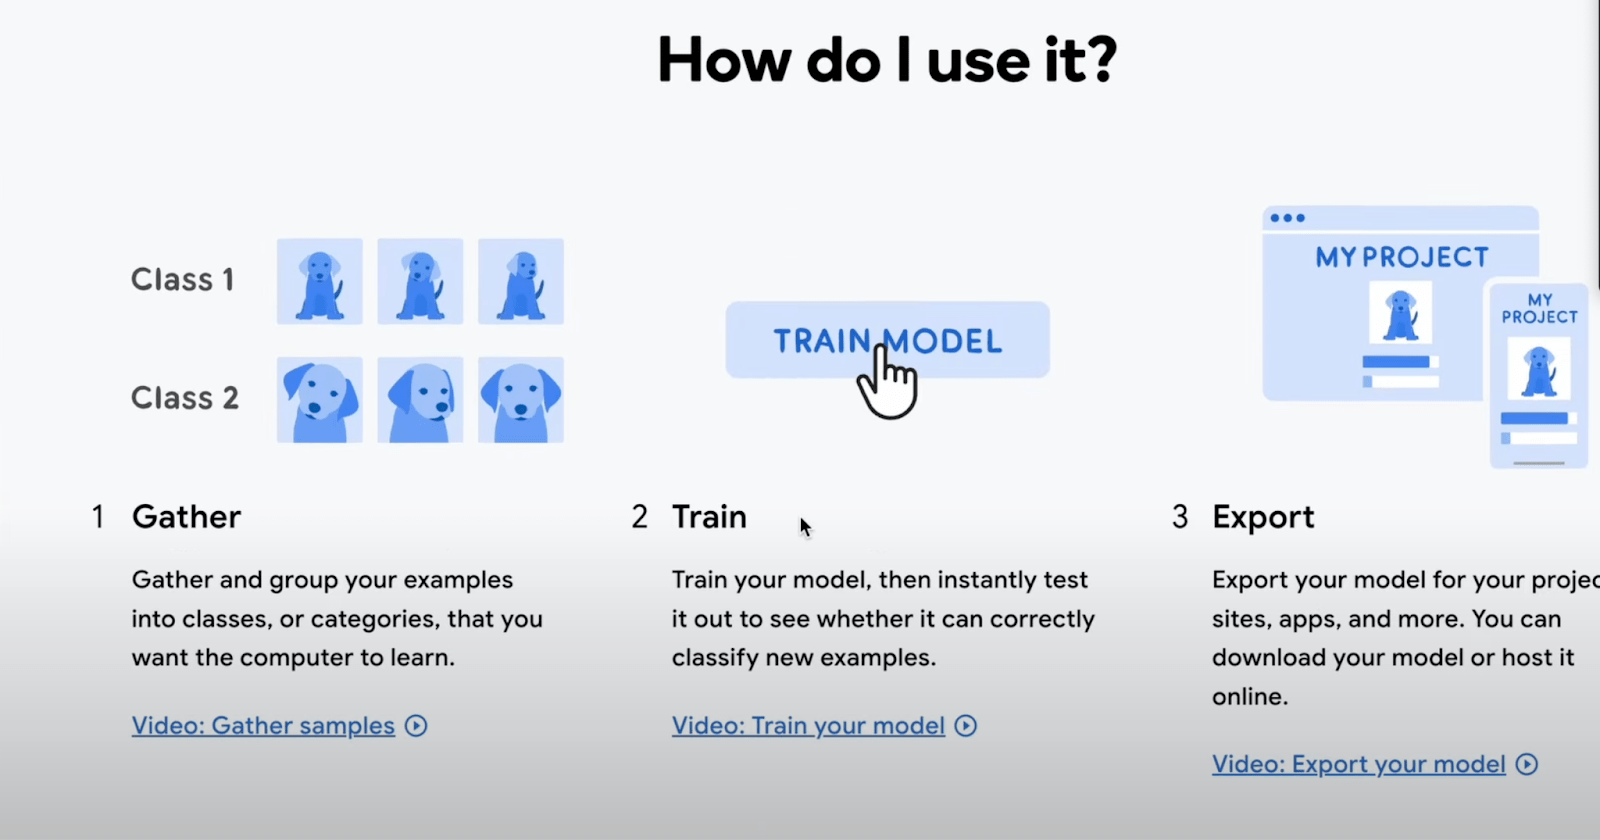 How do I use it?
Class 1
Class 2
TRAIN MODEL
MY PROJECT
MY
PROJECT
1 Gather
Gather and group your examples
into classes, or categories, that you
want the computer to learn.
Video: Gather samples
2 Train
Train your model, then instantly test
it out to see whether it can correctly
classify new examples.
Video: Train your model
3 Export
Export your model for your projec
sites, apps, and more. You can
download your model or host it
online.
Video: Export your model